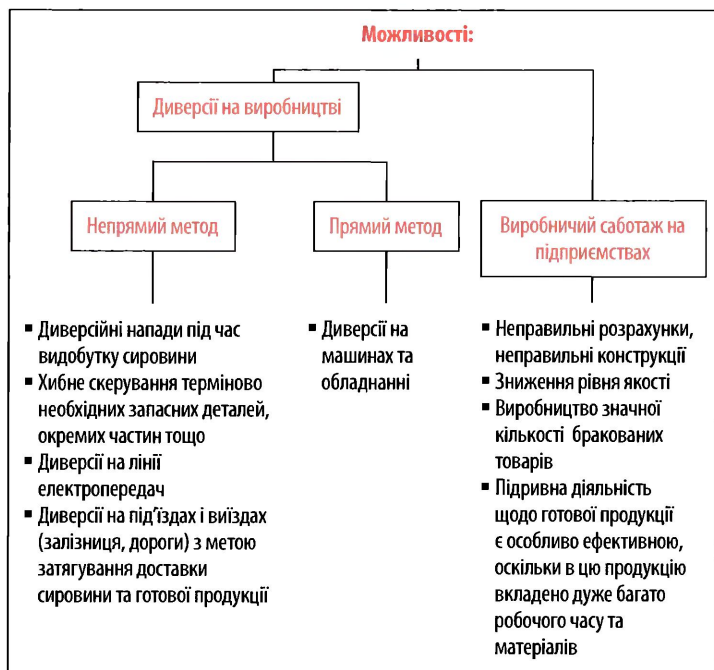 Можливості:
Диверсії на виробництві
Непрямий метод
Прямий метод
Виробничий саботаж на
підприємствах
▪ Диверсійні напади під час
видобутку сировини
▪ Хибне скерування терміново
необхідних запасних деталей,
окремих частин тощо
▪ Диверсії на лінії
електропередач
▪ Диверсії на під’їздах і виїздах
(залізниця, дороги) з метою
затягування доставки
сировини та готової продукції
▪ Диверсії на
машинах та
обладнанні
▪ Неправильні розрахунки,
неправильні конструкції
▪ Зниження рівня якості
▪ Виробництво значної
кількості бракованих
товарів
▪ Підривна діяльність
щодо готової продукції
є особливо ефективною,
оскільки в цю продукцію
вкладено дуже багато
робочого часу та
матеріалів